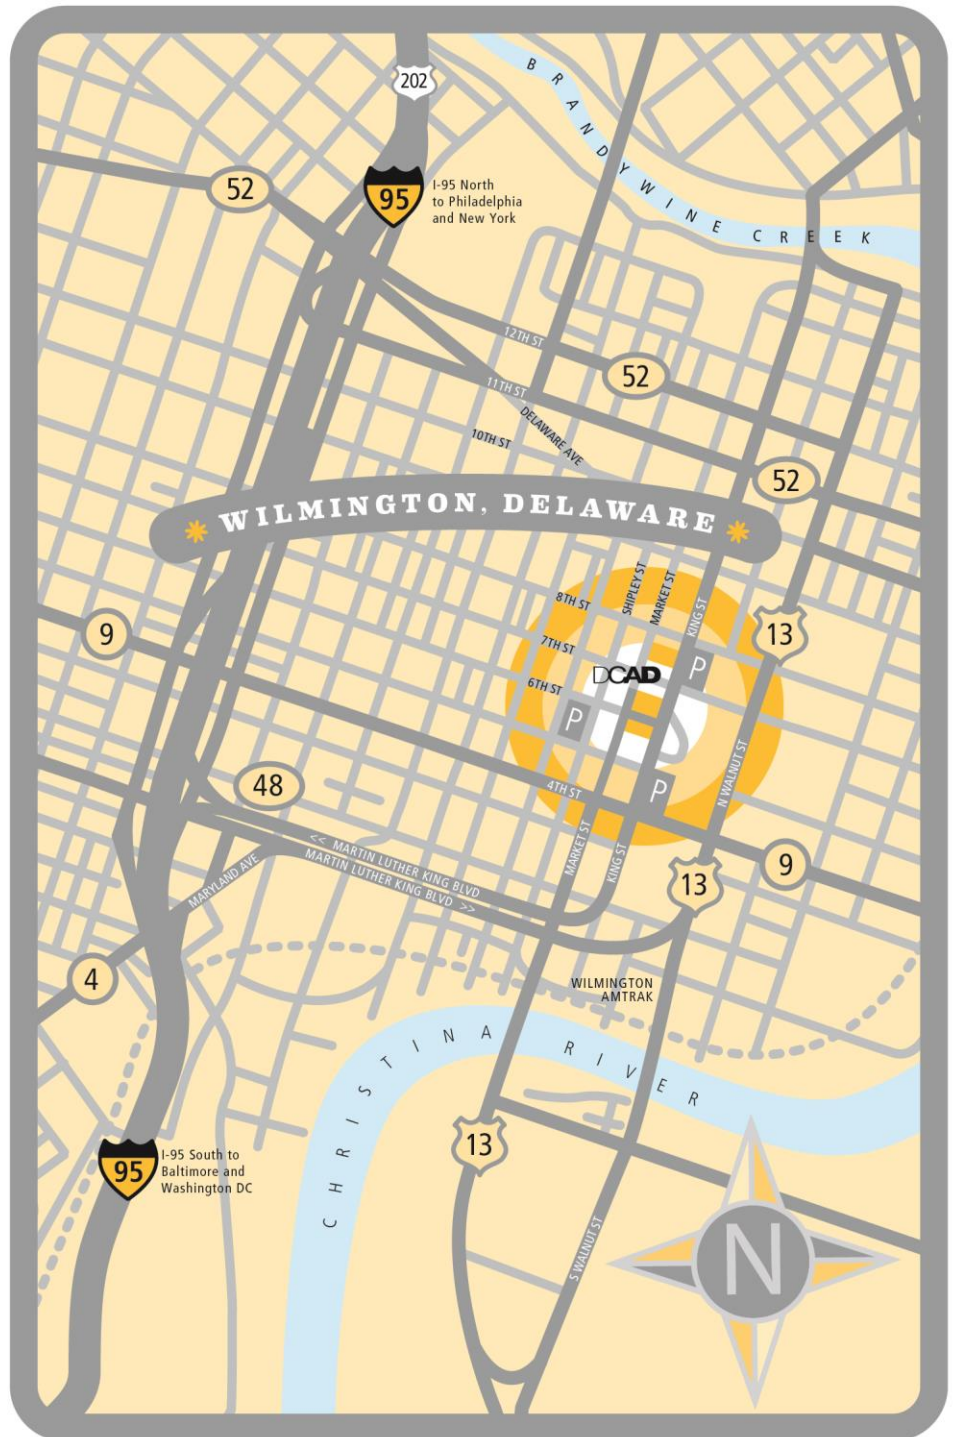 202
BRANDYWINE CREEK
52
95
I-95 North
to Philadelphia
and New York
12TH ST
52
11TH ST
DELAWARE AVE
10TH ST
52
WILMINGTON, DELAWARE
8TH ST
SHIPLEY ST
MARKET ST
KING ST
13
9
7TH ST
DCAD
P
6TH ST
P
48
4TH ST
P
N WALNUT ST
<< MARTIN LUTHER KING BLVD
MARTIN LUTHER KING BLVD >>
MARYLAND AVE
MARKET ST
KING ST
13
9
4
WILMINGTON
AMTRAK
CHRISTINA RIVER
13
95
I-95 South to
Baltimore and
Washington DC
S WALNUT ST
N